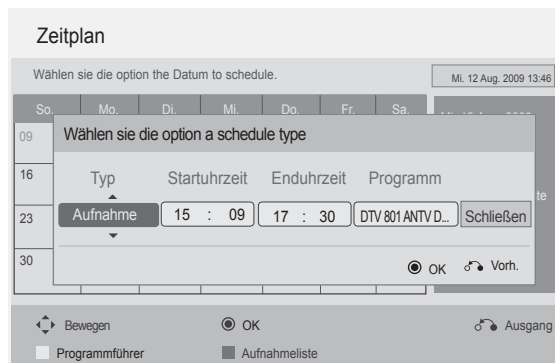 Zeitplan
Wählen sie die option the Datum to schedule.
Mi. 12 Aug. 2009 13:46
So. Mo. Di. Mi. Do. Fr. Sa.
09
Wählen sie die option a schedule type
16
Typ Startuhrzeit Enduhrzeit Programm
te
23
Aufnahme 15 : 09 17 : 30 DTV 801 ANTV D... Schließen
30
OK Vorh.
Bewegen OK Ausgang
Programmführer Aufnahmeliste